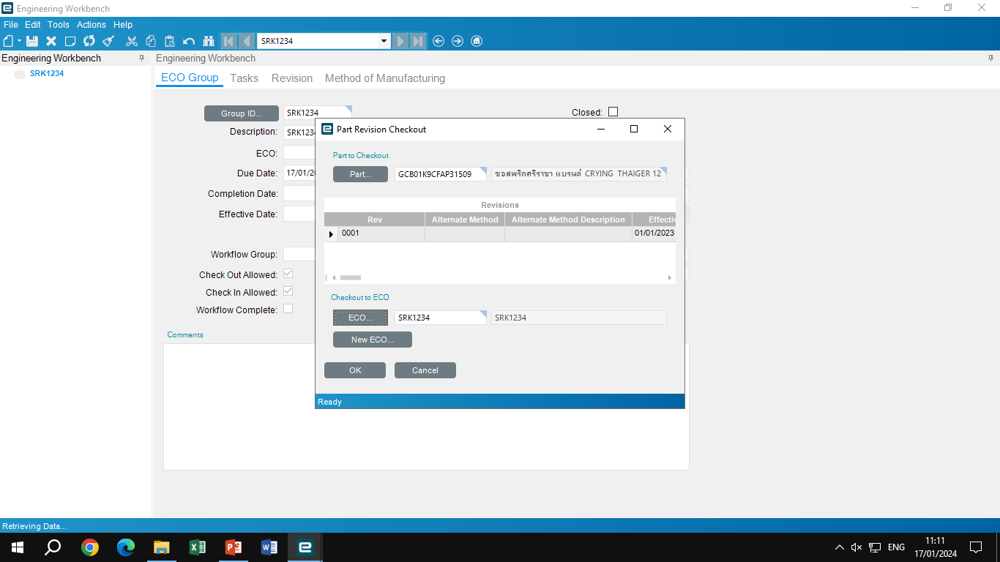 Engineering Workbench
File Edit Tools Actions Help
SRK1234
Engineering Workbench
SRK1234
Engineering Workbench
ECO Group Tasks Revision Method of Manufacturing
Group ID... SRK1234 Closed:
Description: SRK1234
ECO:
Due Date: 17/01/20
Completion Date:
Effective Date:
Workflow Group:
Check Out Allowed:
Check In Allowed:
Workflow Complete:
Comments
Part Revision Checkout
Part to Checkout
Part... GCB01K9CFAP31509 ซอสพริกศรีราชา แบรนด์ CRYING THAIGER 12
Revisions
Rev Alternate Method Alternate Method Description Effectiv
0001 01/01/2023
Checkout to ECO
ECO... SRK1234 SRK1234
New ECO...
OK Cancel
Ready
Retrieving Data...
ENG 11:11
17/01/2024